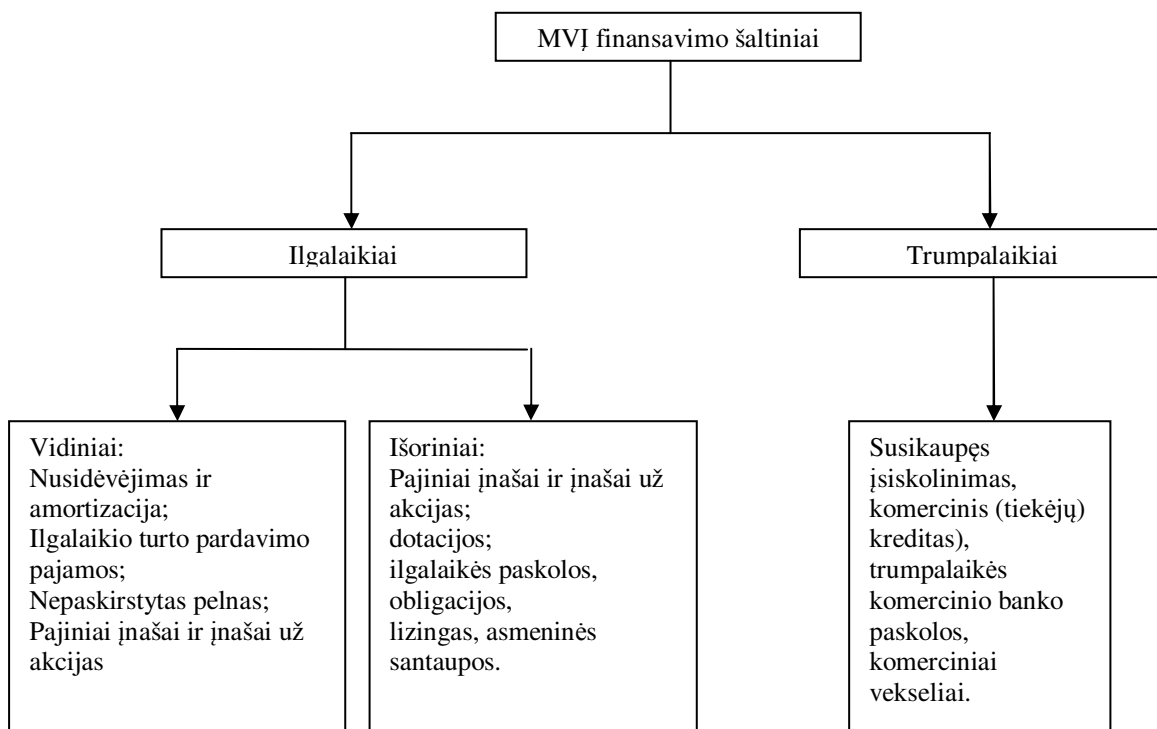 MVĮ finansavimo šaltiniai
Ilgalaikiai
Trumpalaikiai
Vidiniai:
Nusidėvėjimas ir
amortizacija;
Ilgalaikio turto pardavimo
pajamos;
Nepaskirstytas pelnas;
Pajiniai įnašai ir įnašai už
akcijas
Išoriniai:
Pajiniai įnašai ir įnašai už
akcijas;
dotacijos;
ilgalaikės paskolos,
obligacijos,
lizingas, asmeninės
santaupos.
Susikaupęs
įsiskolinimas,
komercinis (tiekėjų)
kreditas),
trumpalaikės
komercinio banko
paskolos,
komerciniai
vekseliai.